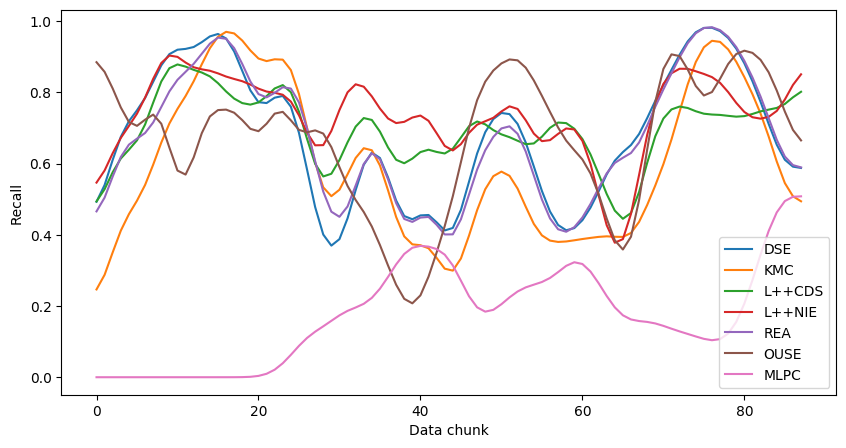 1.0
0.8
0.6
0.4
0.2
0.0
Recall
0
20
40
60
80
Data chunk
DSE
KMC
L++CDS
L++NIE
REA
OUSE
MLPC